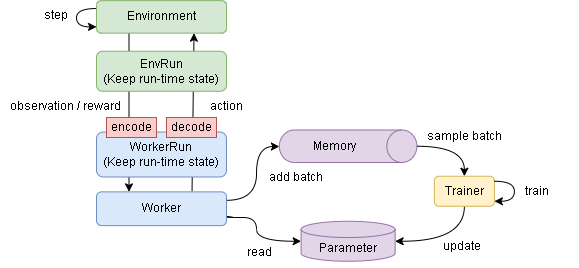 step
Environment
EnvRun
(Keep run-time state)
observation / reward
action
encode
decode
WorkerRun
(Keep run-time state)
Worker
add batch
read
Memory
sample batch
Trainer
train
update
Parameter